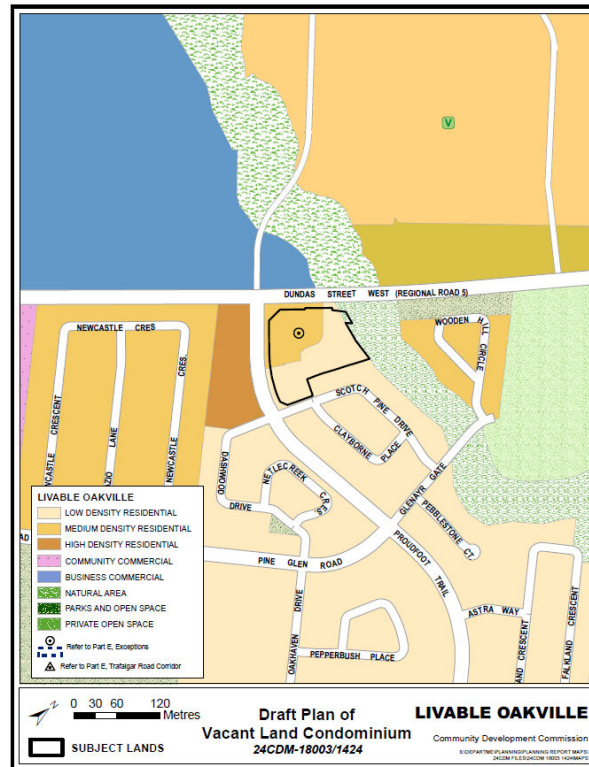 V
DUNDAS STREET WEST (REGIONAL ROAD 5)
NEWCASTLE CRES
WOODEN HILL CIRCLE
NEWCASTLE CRESCENT
LANE
NEWCASTLE CRES.
SCOTCH PINE DRIVE
CLAYBORNE PLACE
DASHWOOD DRIVE
NETLECREEK CRES
GLENAYR GATE
PEBBLESTONE CT
PROUDFOOT TRAIL
PINE GLEN ROAD
OAKHAVEN DRIVE
PEPPERBUSH PLACE
ASTRA WAY
FALKLAND CRESCENT
CRESCENT
LIVABLE OAKVILLE
LOW DENSITY RESIDENTIAL
MEDIUM DENSITY RESIDENTIAL
HIGH DENSITY RESIDENTIAL
COMMUNITY COMMERCIAL
BUSINESS COMMERCIAL
NATURAL AREA
PARKS AND OPEN SPACE
PRIVATE OPEN SPACE
Refer to Part E, Exceptions
Refer to Part E, Trafalgar Road Corridor
0 30 60 120
Metres
SUBJECT LANDS
Draft Plan of
Vacant Land Condominium
24CDM-18003/1424
LIVABLE OAKVILLE
Community Development Commission